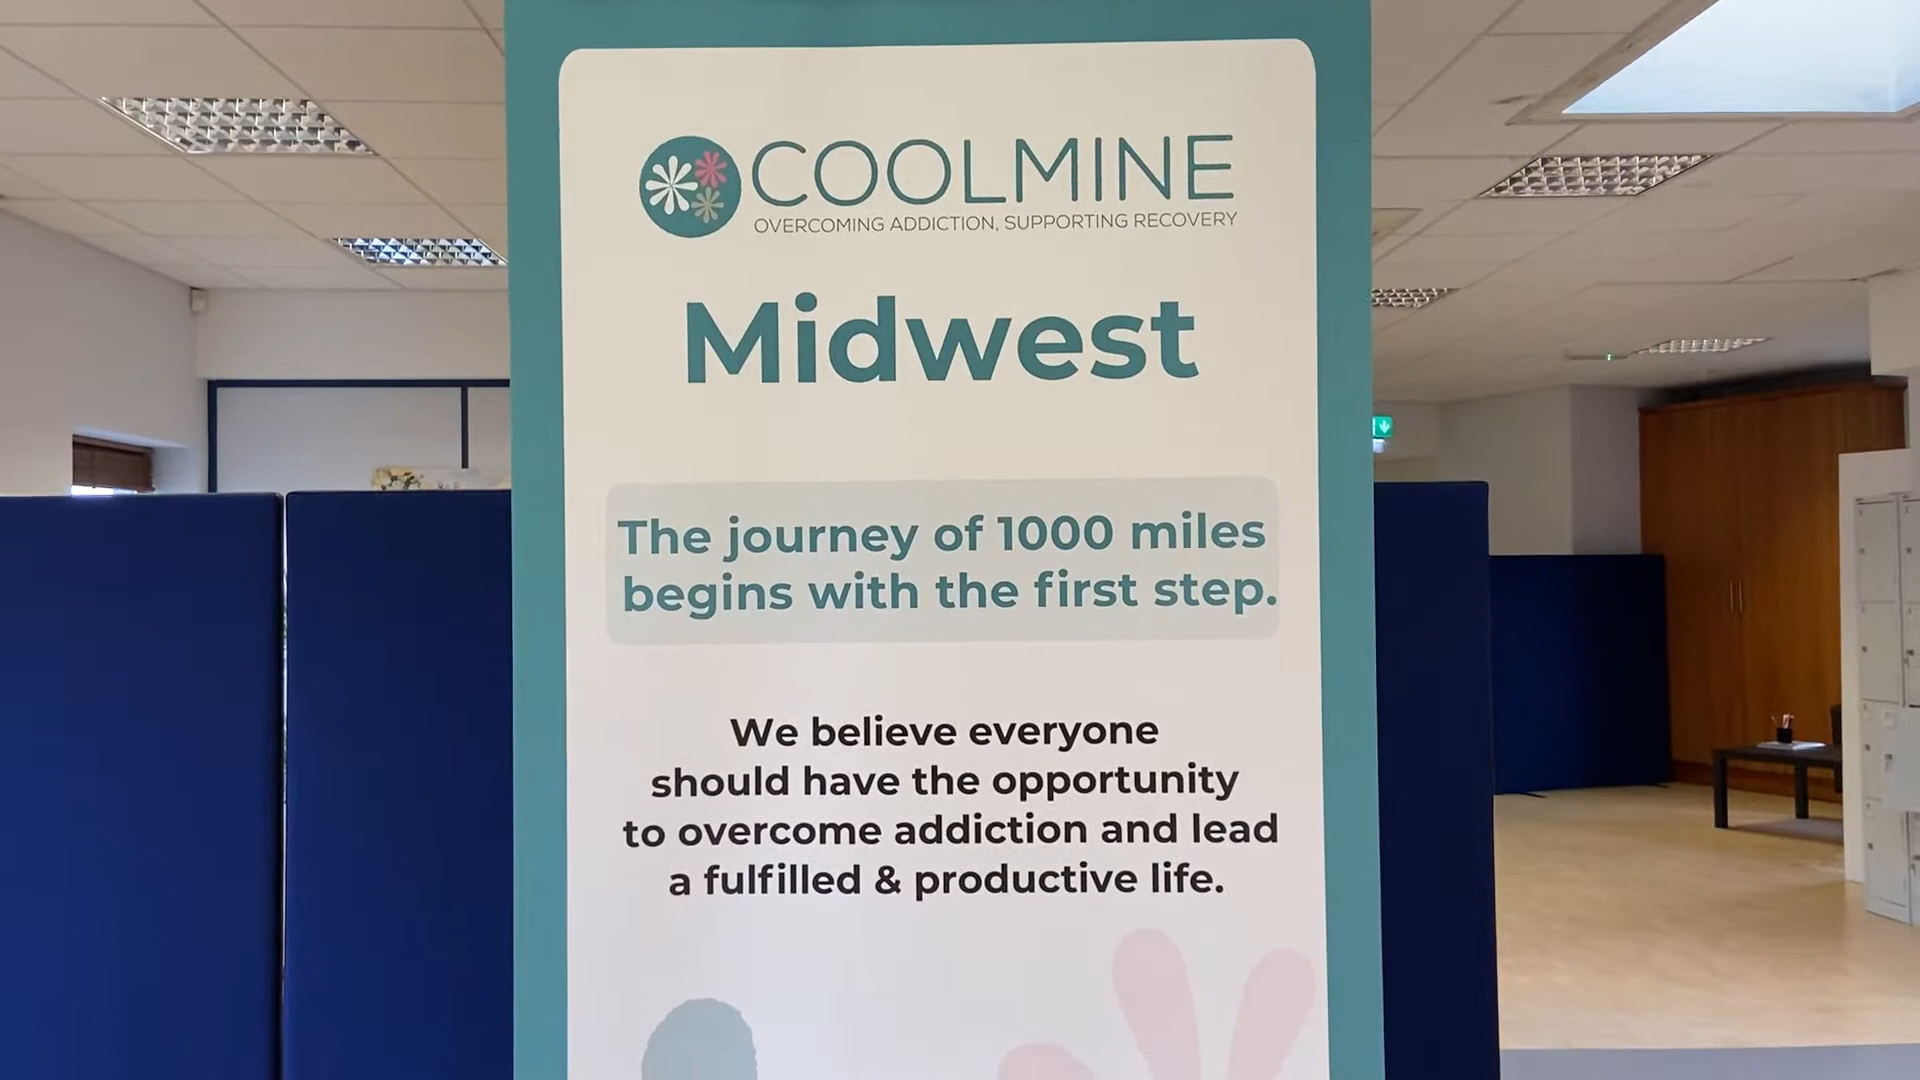 COOLMINE
OVERCOMING ADDICTION, SUPPORTING RECOVERY
Midwest
The journey of 1000 miles
begins with the first step.
We believe everyone
should have the opportunity
to overcome addiction and lead
a fulfilled & productive life.